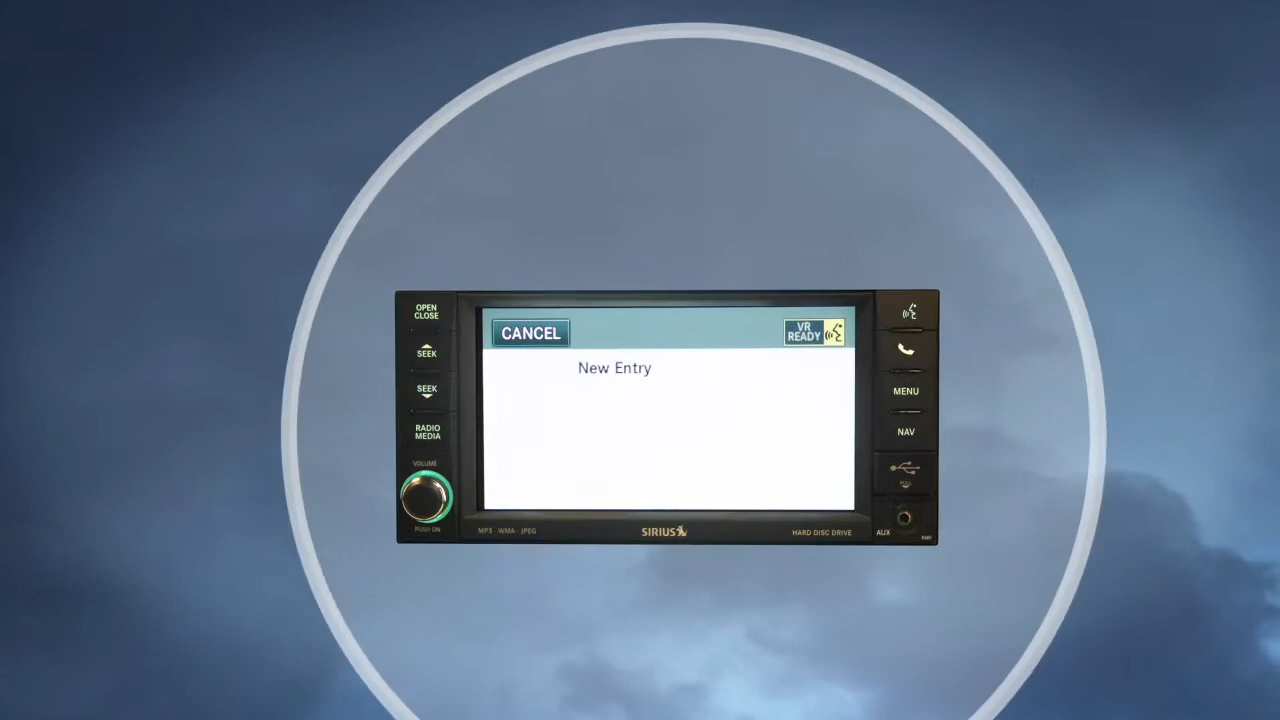 OPEN
CLOSE
SEEK
SEEK
RADIO
MEDIA
VOLUME
PUSH ON
CANCEL
VR
READY
New Entry
MP3 · WMA · JPEG
SIRIUS
HARD DISC DRIVE
MENU
NAV
PULL
AUX